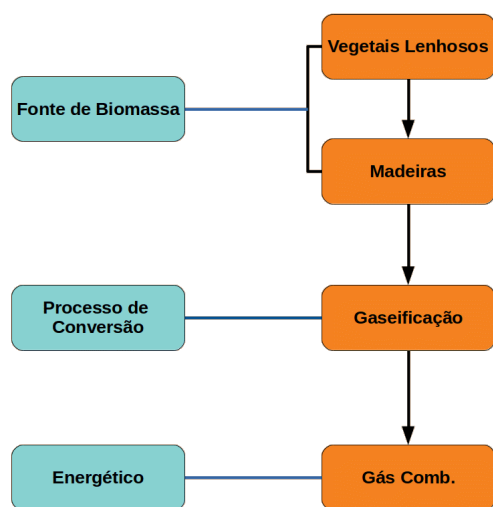 Vegetais Lenhosos
Fonte de Biomassa
Madeiras
Processo de
Conversão
Gaseificação
Energético
Gás Comb.